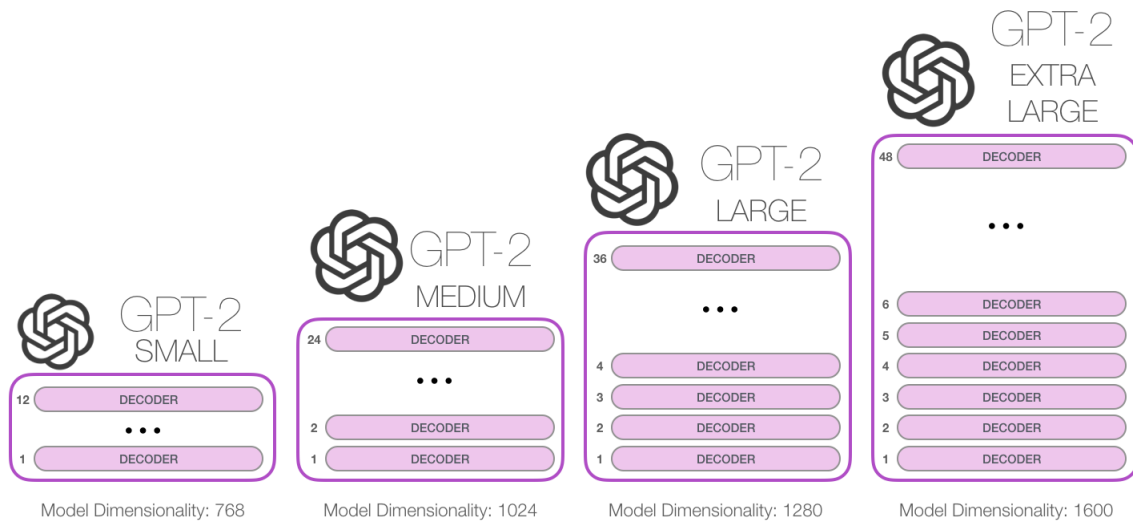 GPT-2
SMALL
12 DECODER
...
1 DECODER
Model Dimensionality: 768
GPT-2
MEDIUM
24 DECODER
...
2 DECODER
1 DECODER
Model Dimensionality: 1024
GPT-2
LARGE
36 DECODER
...
4 DECODER
3 DECODER
2 DECODER
1 DECODER
Model Dimensionality: 1280
GPT-2
EXTRA
LARGE
48 DECODER
...
6 DECODER
5 DECODER
4 DECODER
3 DECODER
2 DECODER
1 DECODER
Model Dimensionality: 1600